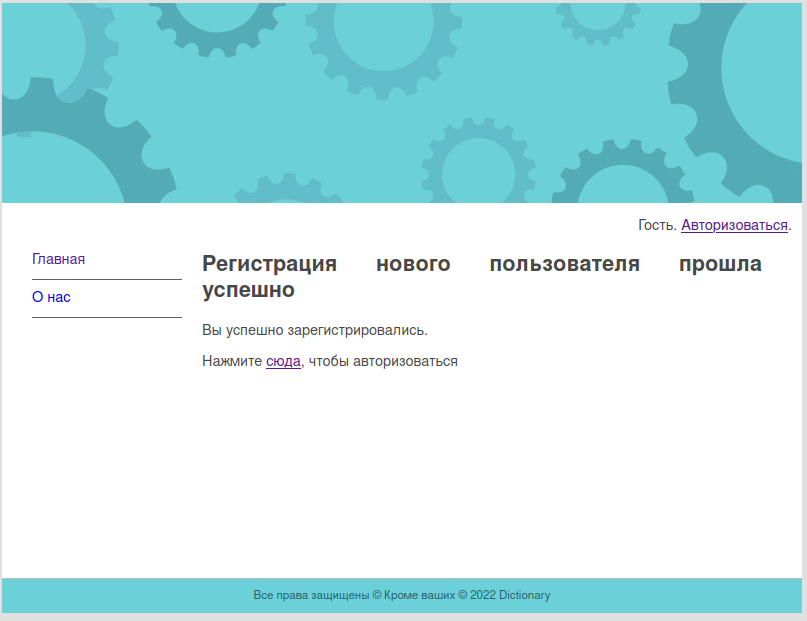 Гость. Авторизоваться.
Главная
О нас
Регистрация нового пользователя прошла
успешно
Вы успешно зарегистрировались.
Нажмите сюда, чтобы авторизоваться
Все права защищены © Кроме ваших © 2022 Dictionary